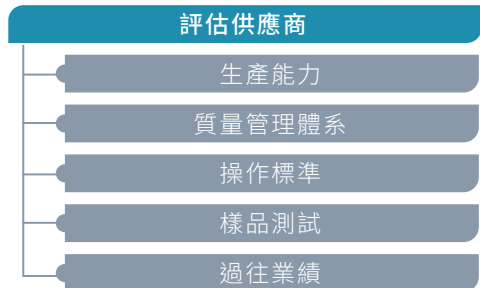 評估供應商
生產能力
質量管理體系
操作標準
樣品測試
過往業績